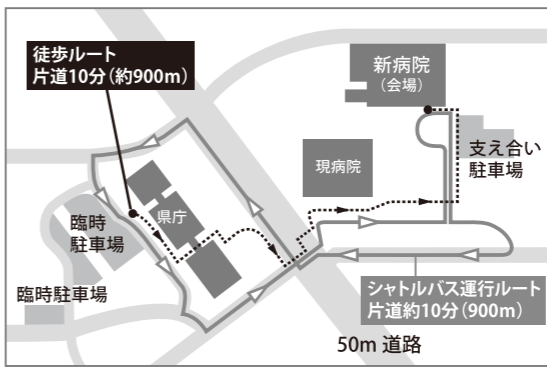 徒歩ルート
片道10分(約900m)
新病院
(会場)
支え合い
駐車場
現病院
県庁
臨時
駐車場
臨時駐車場
シャトルバス運行ルート
片道約10分(900m)
50m 道路